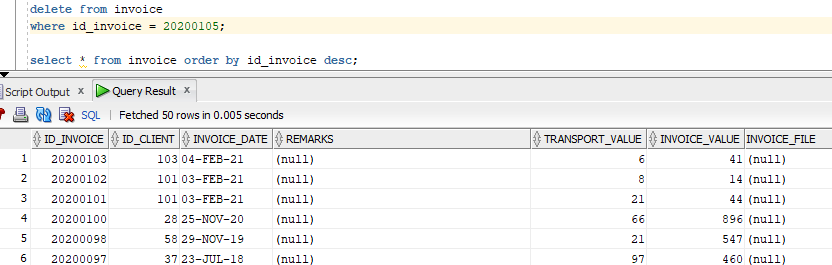 delete from invoice
where id_invoice = 20200105;
select * from invoice order by id_invoice desc;
Script Output x Query Result x
SQL | Fetched 50 rows in 0.005 seconds
ID_INVOICE ID_CLIENT INVOICE_DATE REMARKS TRANSPORT_VALUE INVOICE_VALUE INVOICE_FILE
1 20200103 103 04-FEB-21 (null) 6 41 (null)
2 20200102 101 03-FEB-21 (null) 8 14 (null)
3 20200101 101 03-FEB-21 (null) 21 44 (null)
4 20200100 28 25-NOV-20 (null) 66 896 (null)
5 20200098 58 29-NOV-19 (null) 21 547 (null)
6 20200097 37 23-JUL-18 (null) 97 460 (null)